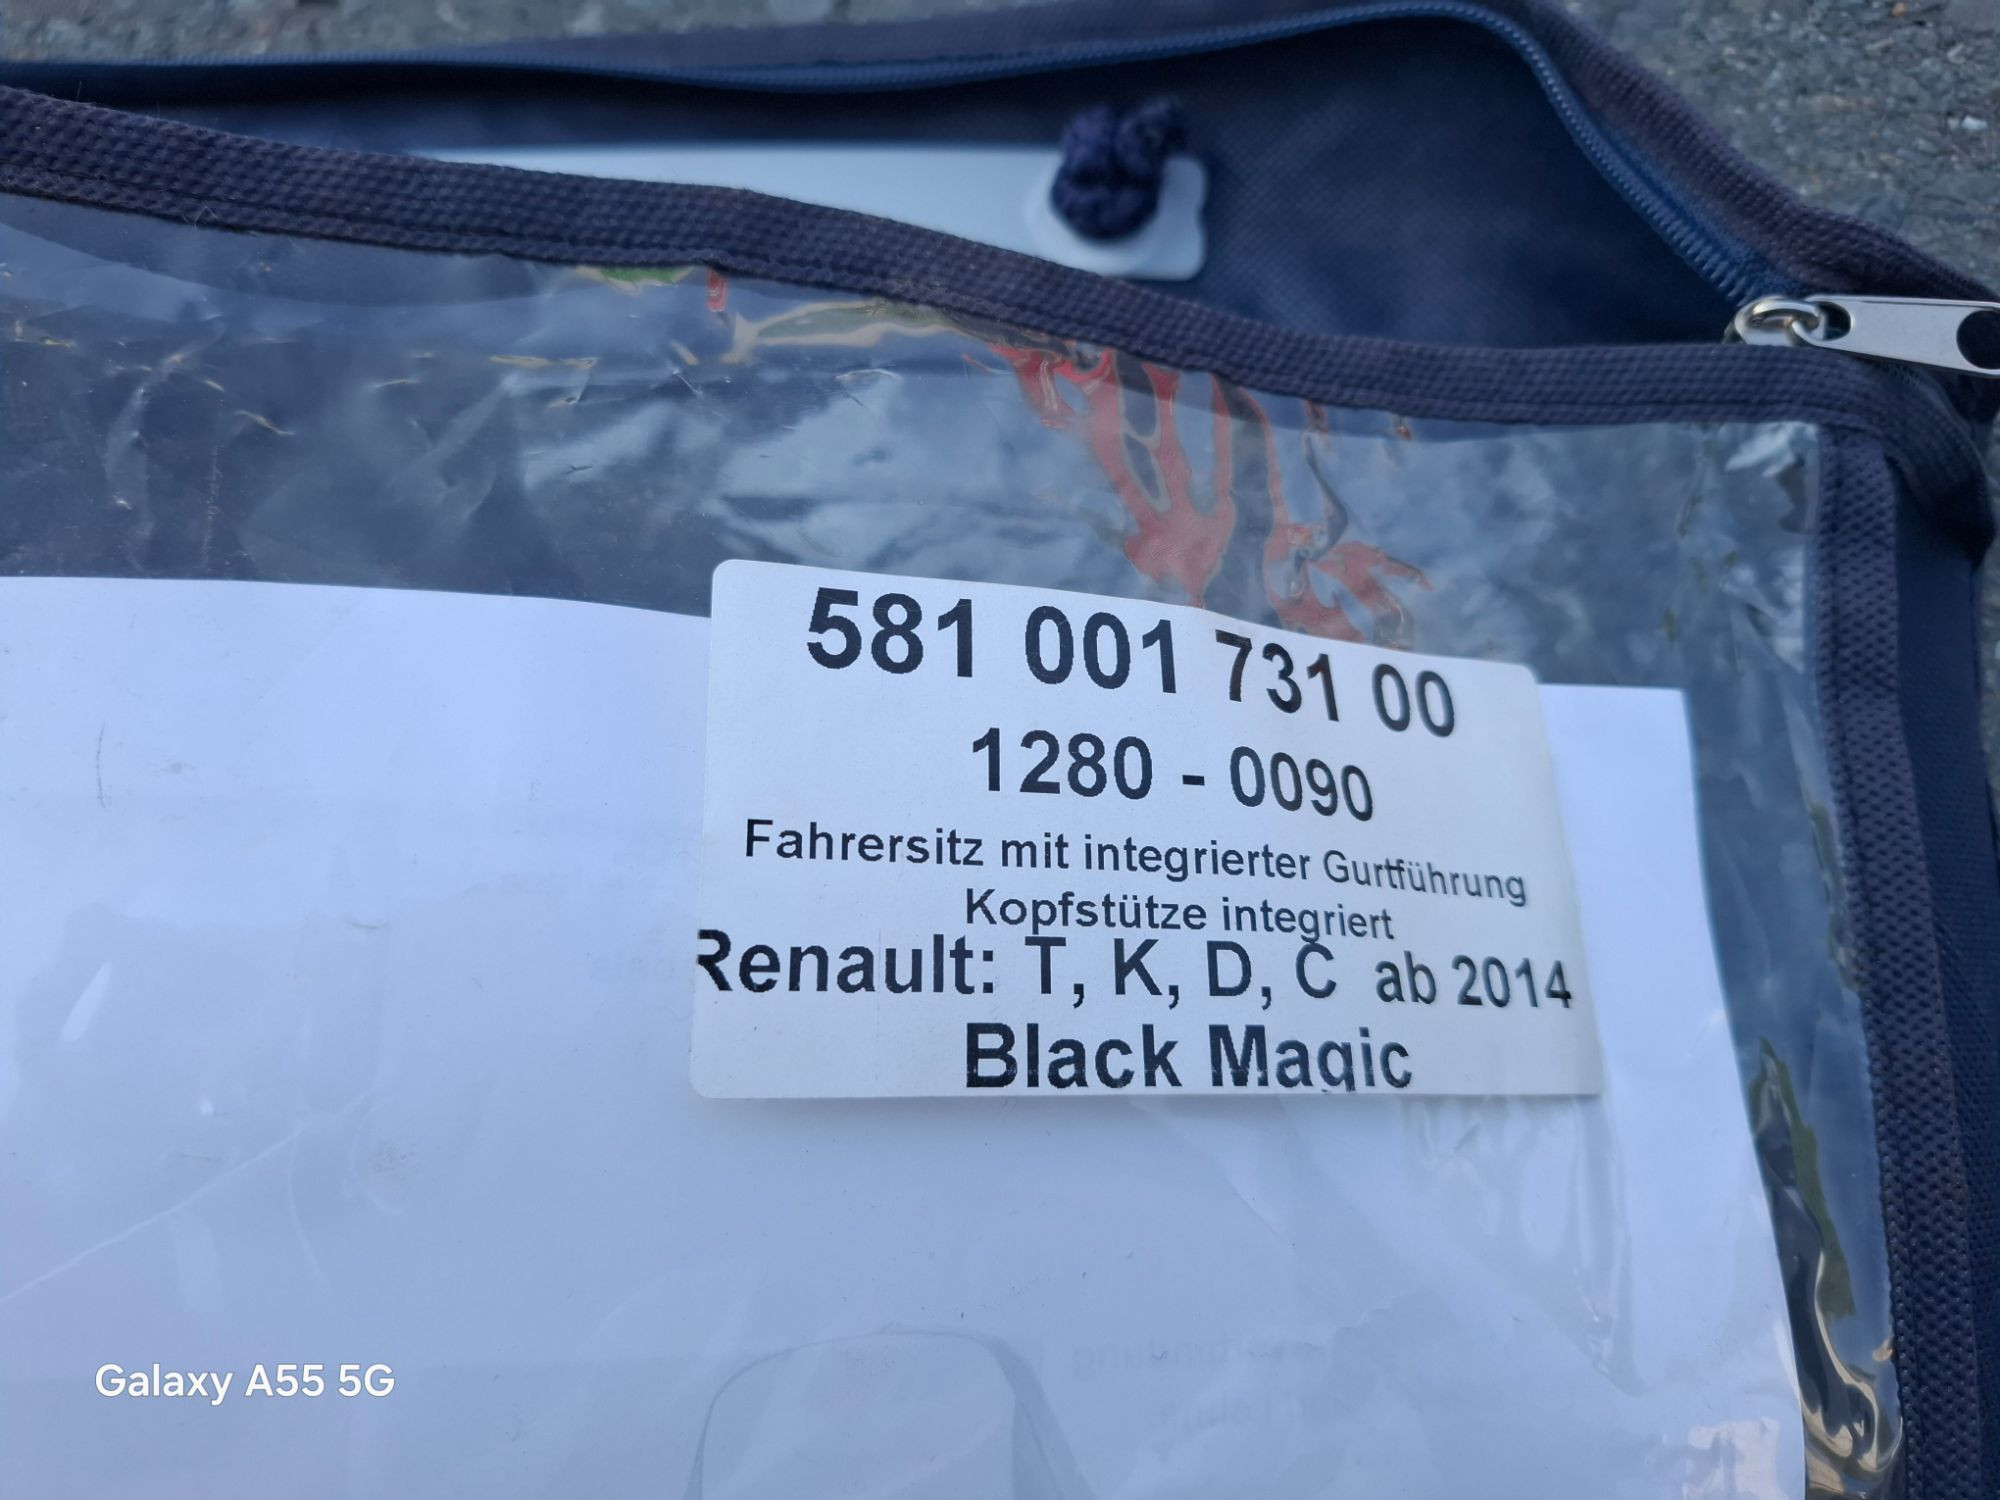 581 001 731 00
1280 - 0090
Fahrersitz mit integrierter Gurtführung
Kopfstütze integriert
Renault: T, K, D, C ab 2014
Black Magic
Galaxy A55 5G